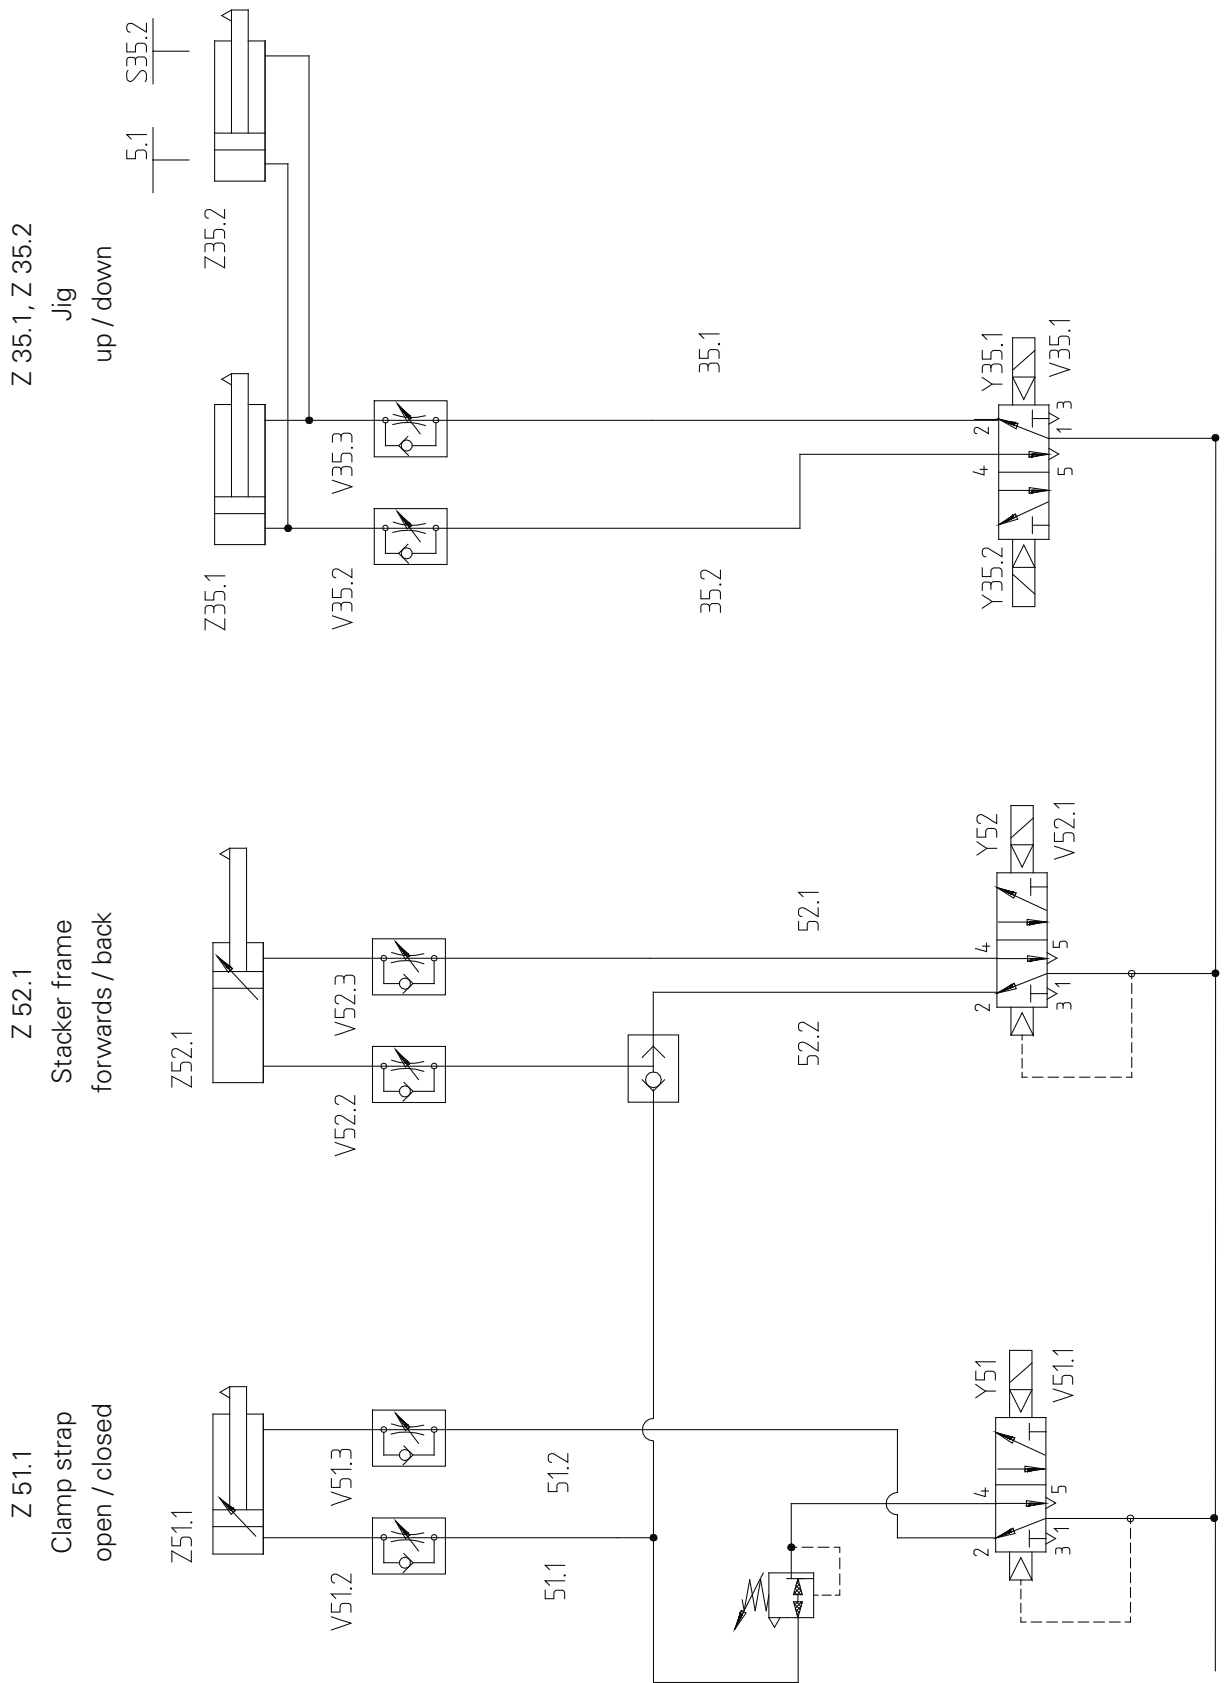 Z 51.1
Clamp strap
open / closed
Z 52.1
Stacker frame
forwards / back
Z 35.1, Z 35.2
Jig
up / down
5.1
S35.2
Z51.1
Z52.1
Z35.1
Z35.2
V51.2
V51.3
V52.2
V52.3
V35.2
V35.3
51.1
51.2
52.2
52.1
35.2
35.1
2
4
Y51
3
1
5
V51.1
2
4
Y52
3
1
5
V52.1
Y35.2
4
2
Y35.1
5
1
3
V35.1